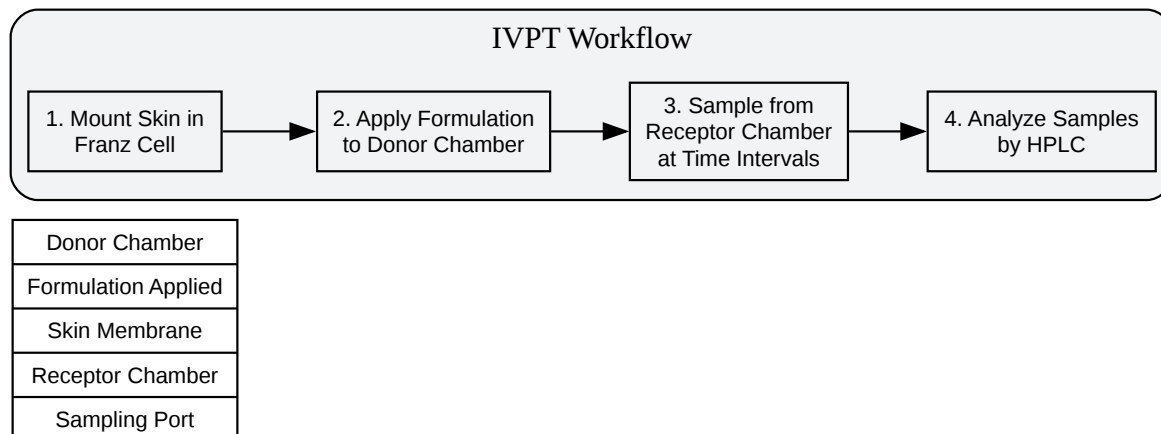 IVPT Workflow
1. Mount Skin in
Franz Cell
2. Apply Formulation
to Donor Chamber
3. Sample from
Receptor Chamber
at Time Intervals
4. Analyze Samples
by HPLC
Donor Chamber
Formulation Applied
Skin Membrane
Receptor Chamber
Sampling Port